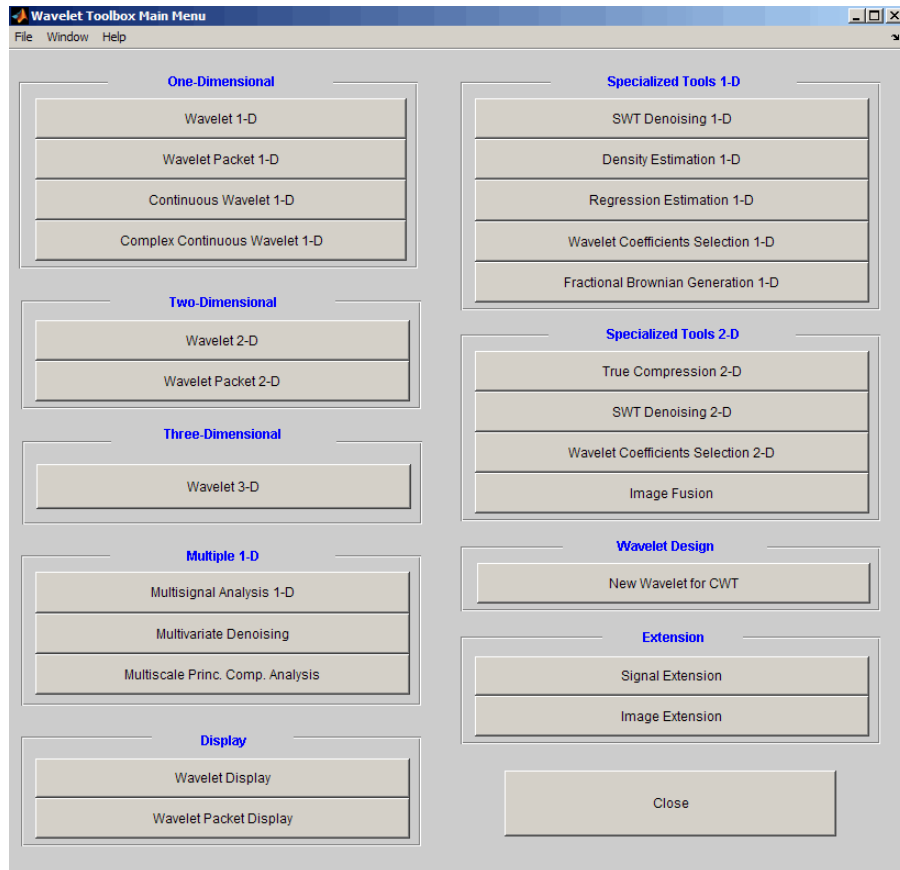 Wavelet Toolbox Main Menu
File Window Help
One-Dimensional
Wavelet 1-D
Wavelet Packet 1-D
Continuous Wavelet 1-D
Complex Continuous Wavelet 1-D
Two-Dimensional
Wavelet 2-D
Wavelet Packet 2-D
Three-Dimensional
Wavelet 3-D
Multiple 1-D
Multisignal Analysis 1-D
Multivariate Denoising
Multiscale Princ. Comp. Analysis
Display
Wavelet Display
Wavelet Packet Display
Specialized Tools 1-D
SWT Denoising 1-D
Density Estimation 1-D
Regression Estimation 1-D
Wavelet Coefficients Selection 1-D
Fractional Brownian Generation 1-D
Specialized Tools 2-D
True Compression 2-D
SWT Denoising 2-D
Wavelet Coefficients Selection 2-D
Image Fusion
Wavelet Design
New Wavelet for CWT
Extension
Signal Extension
Image Extension
Close